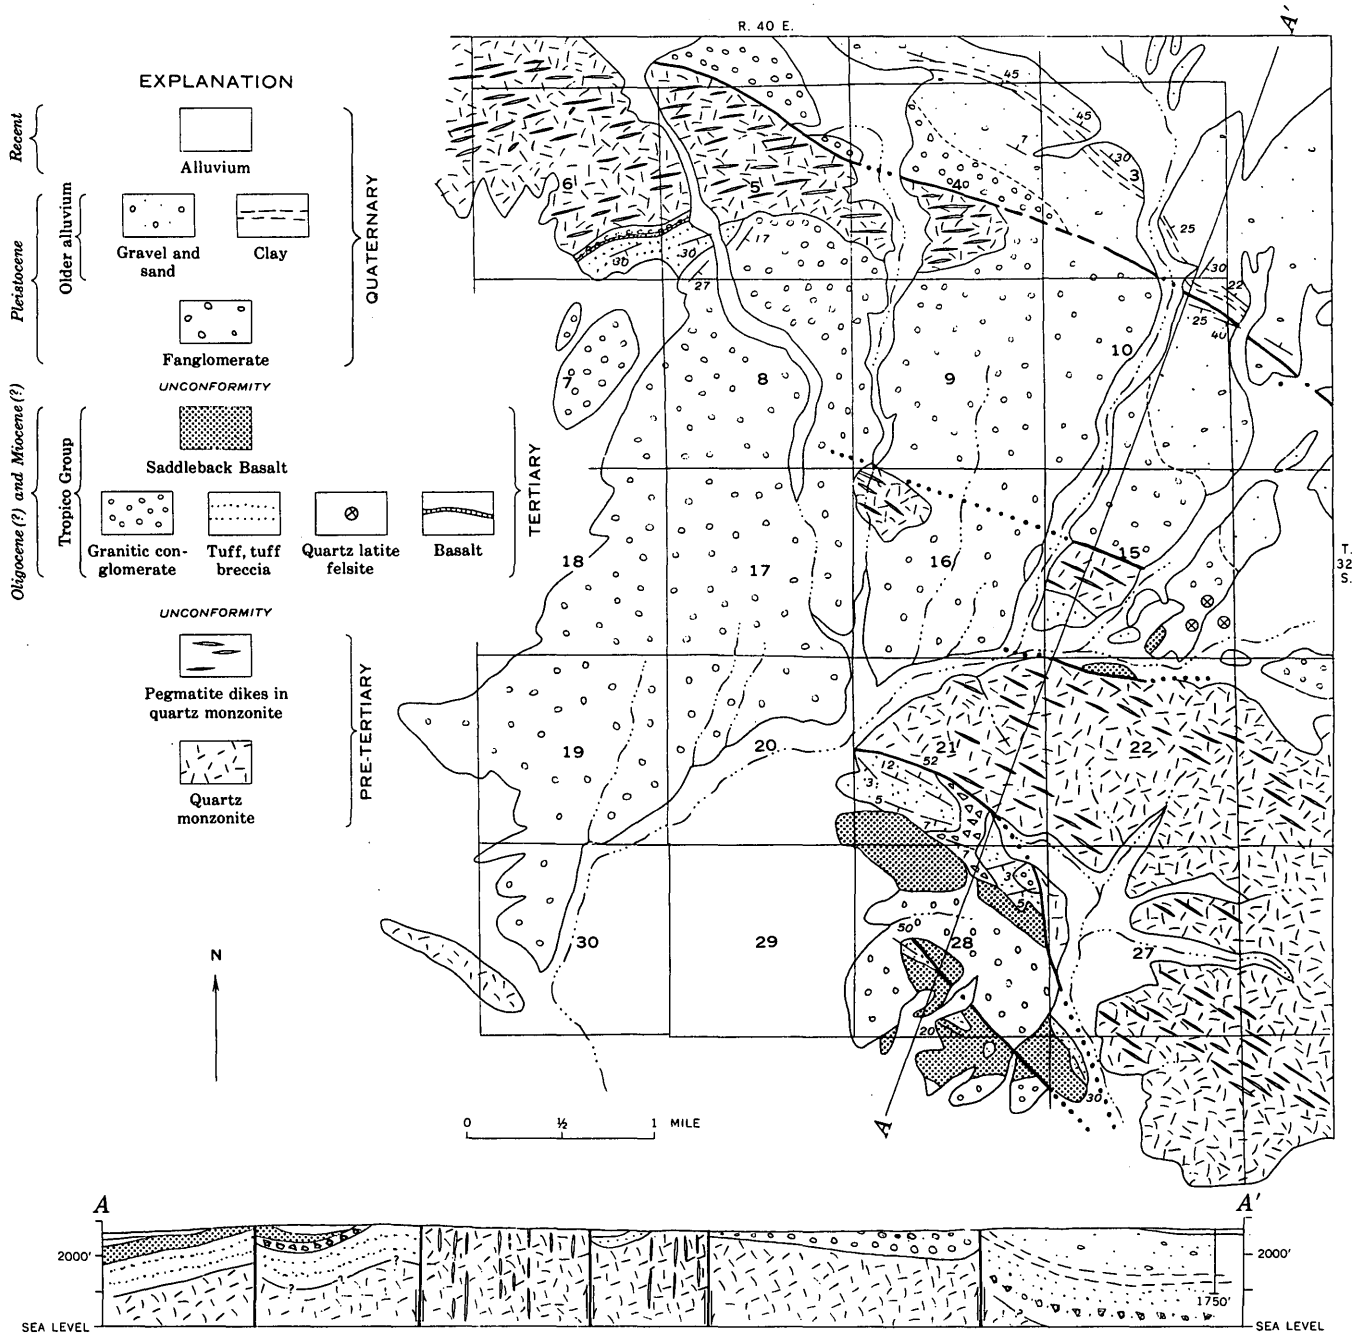 R. 40 E.
A'
EXPLANATION
Recent
Alluvium
Pleistocene
Older alluvium
Gravel and
sand
Clay
Fanglomerate
QUATERNARY
UNCONFORMITY
Oligocene(?) and Miocene(?)
Tropico Group
Saddleback Basalt
Granitic con-
glomerate
Tuff, tuff
breccia
Quartz latite
felsite
Basalt
TERTIARY
UNCONFORMITY
Pegmatite dikes in
quartz monzonite
Quartz
monzonite
PRE-TERTIARY
N
45
45
7
30
6
5
4
3
17
25
30
30
30
27
22
25
40
7
8
9
10
T.
32
S.
18
17
16
15
19
20
21
22
12
52
3
5
7
7
3
5
30
29
28
27
50
20
30
0 ½ 1 MILE
A
A A'
2000' 2000'
? ? ? ?
1750'
SEA LEVEL SEA LEVEL